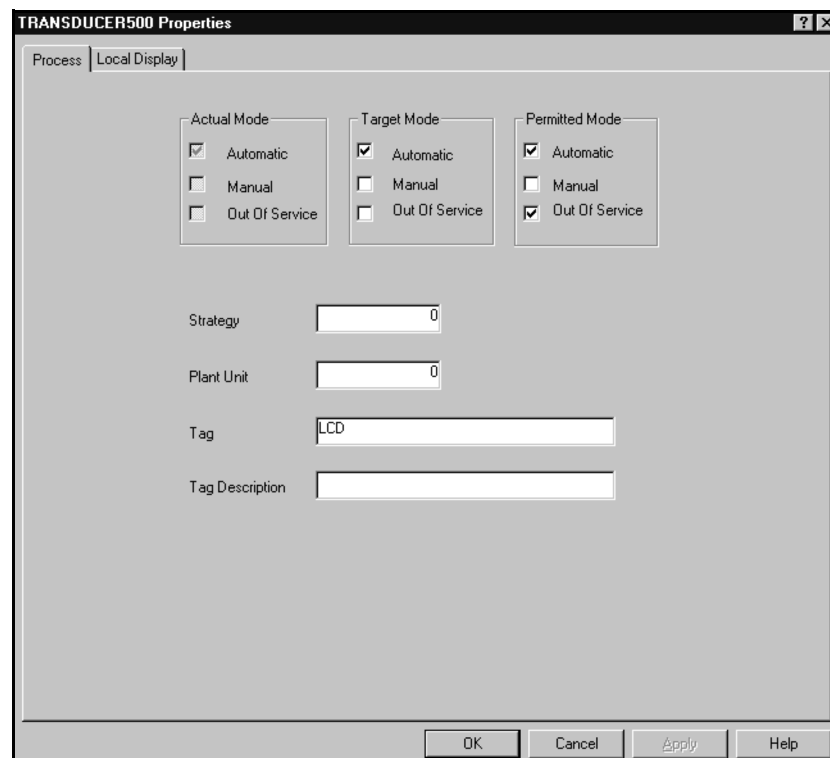 TRANSDUCER500 Properties
Process Local Display
Actual Mode Target Mode Permitted Mode
Automatic Automatic Automatic
Manual Manual Manual
Out Of Service Out Of Service Out Of Service
Strategy 0
Plant Unit 0
Tag LCD
Tag Description
OK Cancel Apply Help